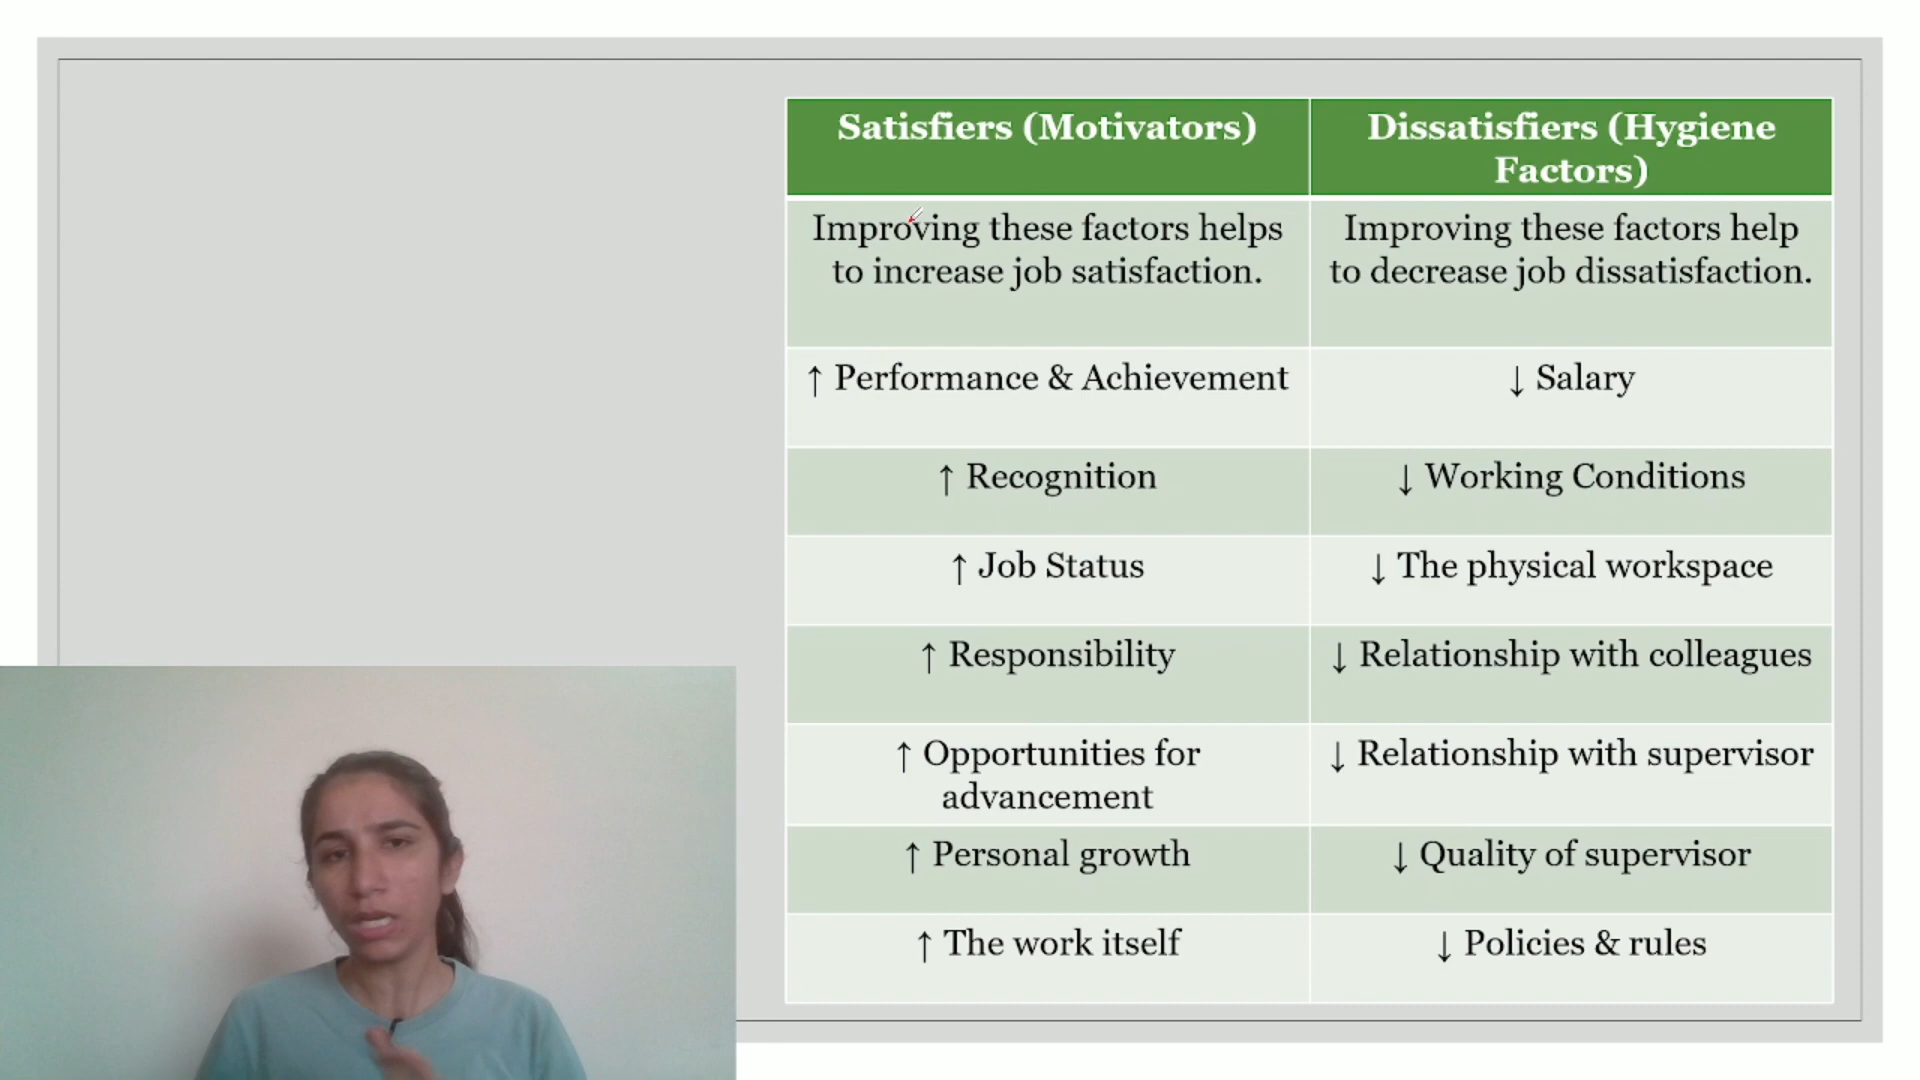 Satisfiers (Motivators)
Dissatisfiers (Hygiene
Factors)
Improving these factors helps
to increase job satisfaction.
Improving these factors help
to decrease job dissatisfaction.
↑ Performance & Achievement
↓ Salary
↑ Recognition
↓ Working Conditions
↑ Job Status
↓ The physical workspace
↑ Responsibility
↓ Relationship with colleagues
↑ Opportunities for
advancement
↓ Relationship with supervisor
↑ Personal growth
↓ Quality of supervisor
↑ The work itself
↓ Policies & rules